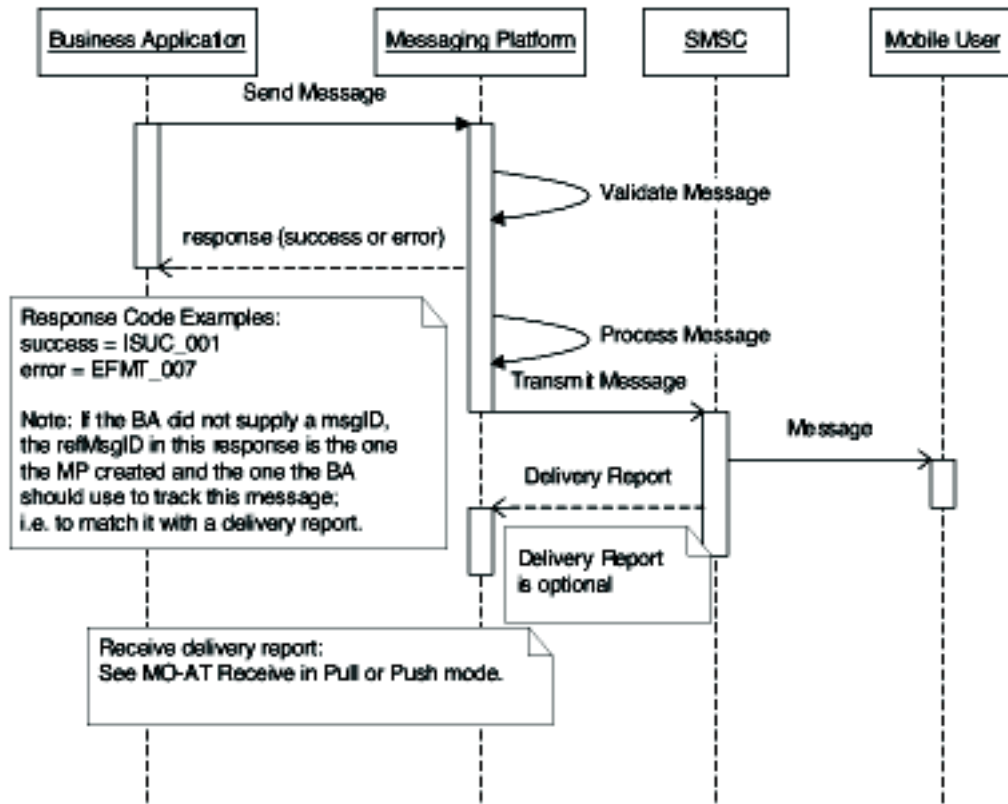 Business Application
Messaging Platform
SMSC
Mobile User
Send Message
Validate Message
response (success or error)
Response Code Examples:
success = ISUC_001
error = EFMT_007
Note: If the BA did not supply a msgID,
the refMsgID in this response is the one
the MP created and the one the BA
should use to track this message;
i.e. to match it with a delivery report.
Process Message
Transmit Message
Message
Delivery Report
Delivery Report
is optional
Receive delivery report:
See MO-AT Receive in Pull or Push mode.